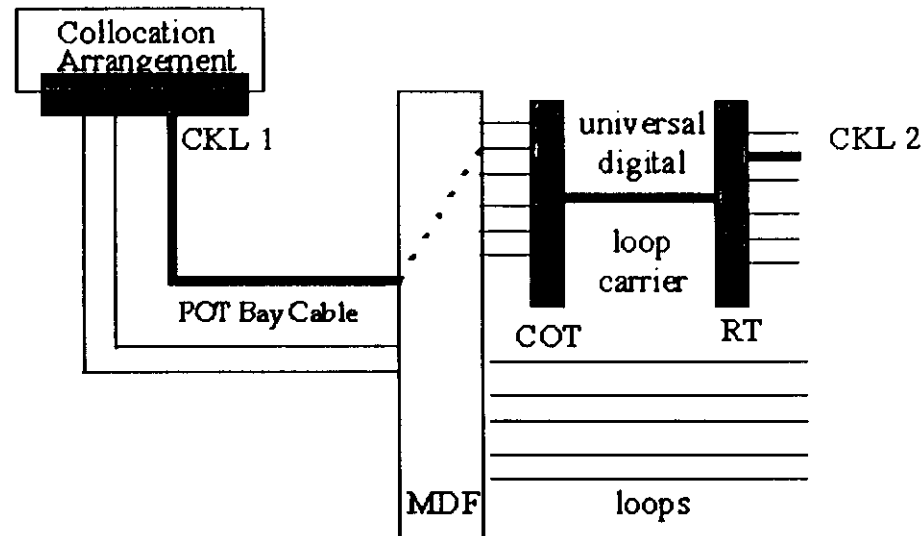 Collocation
Arrangement
CKL 1
universal
digital
CKL 2
loop
carrier
POT Bay Cable
COT
RT
MDF
loops